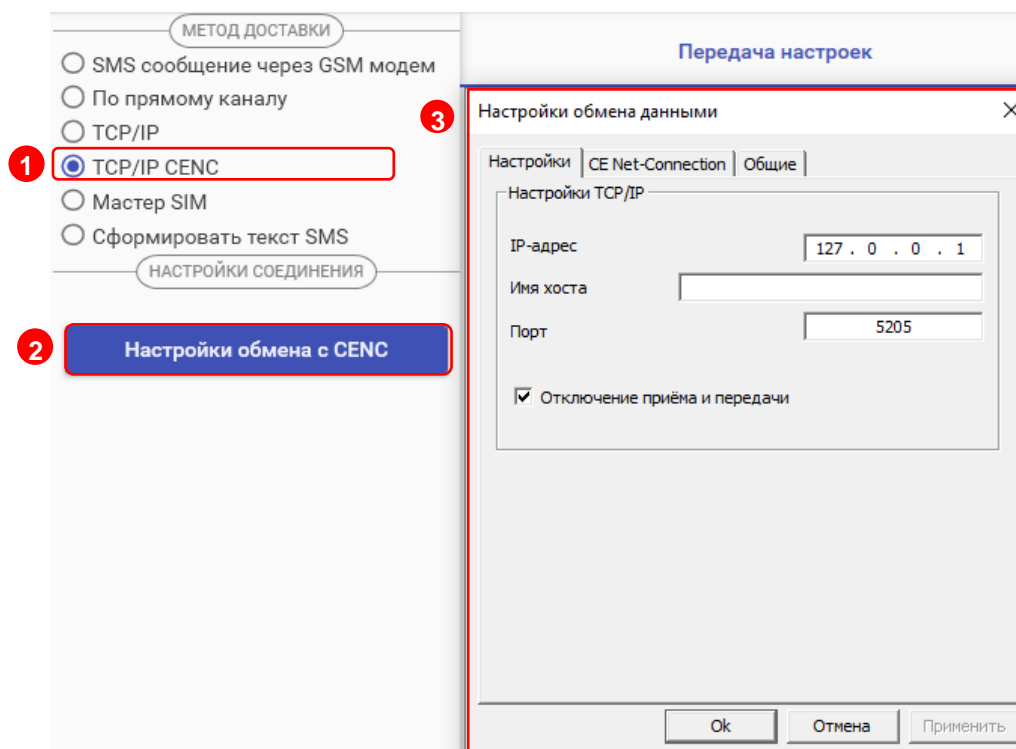 МЕТОД ДОСТАВКИ
SMS сообщение через GSM модем
По прямому каналу
TCP/IP
1
TCP/IP CENC
Мастер SIM
Сформировать текст SMS
НАСТРОЙКИ СОЕДИНЕНИЯ
2
Настройки обмена с CENC
Передача настроек
3
Настройки обмена данными
Настройки CE Net-Connection Общие
Настройки TCP/IP
IP-адрес 127 . 0 . 0 . 1
Имя хоста
Порт 5205
Отключение приёма и передачи
Ok Отмена Применить